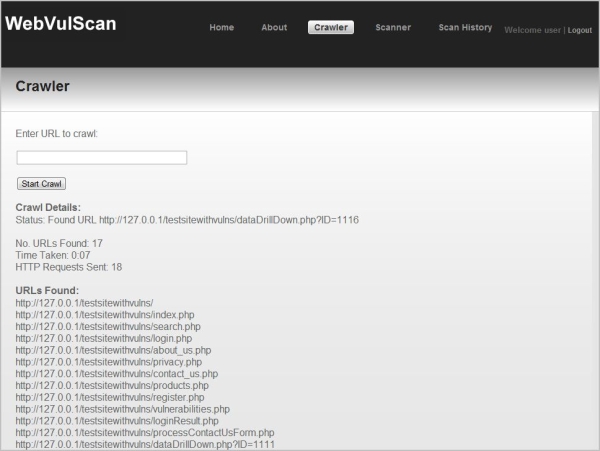 WebVulScan
Home About Crawler Scanner Scan History Welcome user | Logout
Crawler
Enter URL to crawl:
Start Crawl
Crawl Details:
Status: Found URL http://127.0.0.1/testsitewithvulns/dataDrillDown.php?ID=1116
No. URLs Found: 17
Time Taken: 0:07
HTTP Requests Sent: 18
URLs Found:
http://127.0.0.1/testsitewithvulns/
http://127.0.0.1/testsitewithvulns/index.php
http://127.0.0.1/testsitewithvulns/search.php
http://127.0.0.1/testsitewithvulns/login.php
http://127.0.0.1/testsitewithvulns/about_us.php
http://127.0.0.1/testsitewithvulns/privacy.php
http://127.0.0.1/testsitewithvulns/contact_us.php
http://127.0.0.1/testsitewithvulns/products.php
http://127.0.0.1/testsitewithvulns/register.php
http://127.0.0.1/testsitewithvulns/vulnerabilities.php
http://127.0.0.1/testsitewithvulns/loginResult.php
http://127.0.0.1/testsitewithvulns/processContactUsForm.php
http://127.0.0.1/testsitewithvulns/dataDrillDown.php?ID=1111